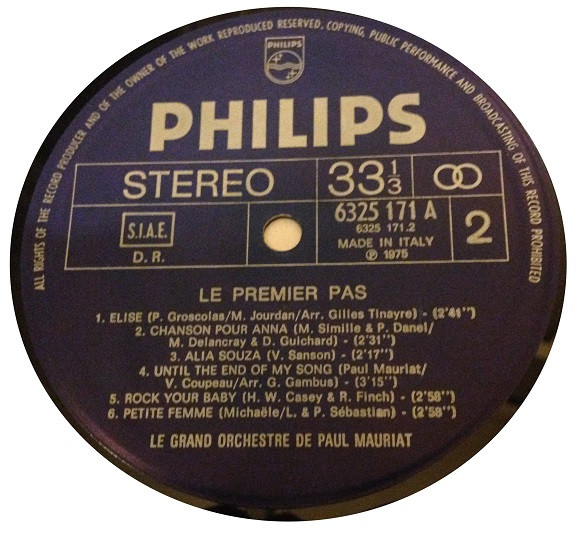 ALL RIGHTS OF THE RECORD PRODUCER AND OF THE OWNER OF THE WORK REPRODUCED RESERVED, COPYING, PUBLIC PERFORMANCE AND BROADCASTING OF THIS RECORD PROHIBITED
PHILIPS
PHILIPS
STEREO
33 1/3
S.I.A.E.
D. R.
6325 171 A
6325 171.2
MADE IN ITALY
℗ 1975
2
LE PREMIER PAS
1. ELISE (P. Groscolas/M. Jourdan/Arr. Gilles Tinayre) - (2'41'')
2. CHANSON POUR ANNA (M. Simille & P. Danel/
M. Delancray & D. Guichard) - (2'31'')
3. ALIA SOUZA (V. Sanson) - (2'17'')
4. UNTIL THE END OF MY SONG (Paul Mauriat/
V. Coupeau/Arr. G. Gambus) - (3'15'')
5. ROCK YOUR BABY (H. W. Casey & R. Finch) - (2'58'')
6. PETITE FEMME (Michaële/L. & P. Sébastian) - (2'58'')
LE GRAND ORCHESTRE DE PAUL MAURIAT